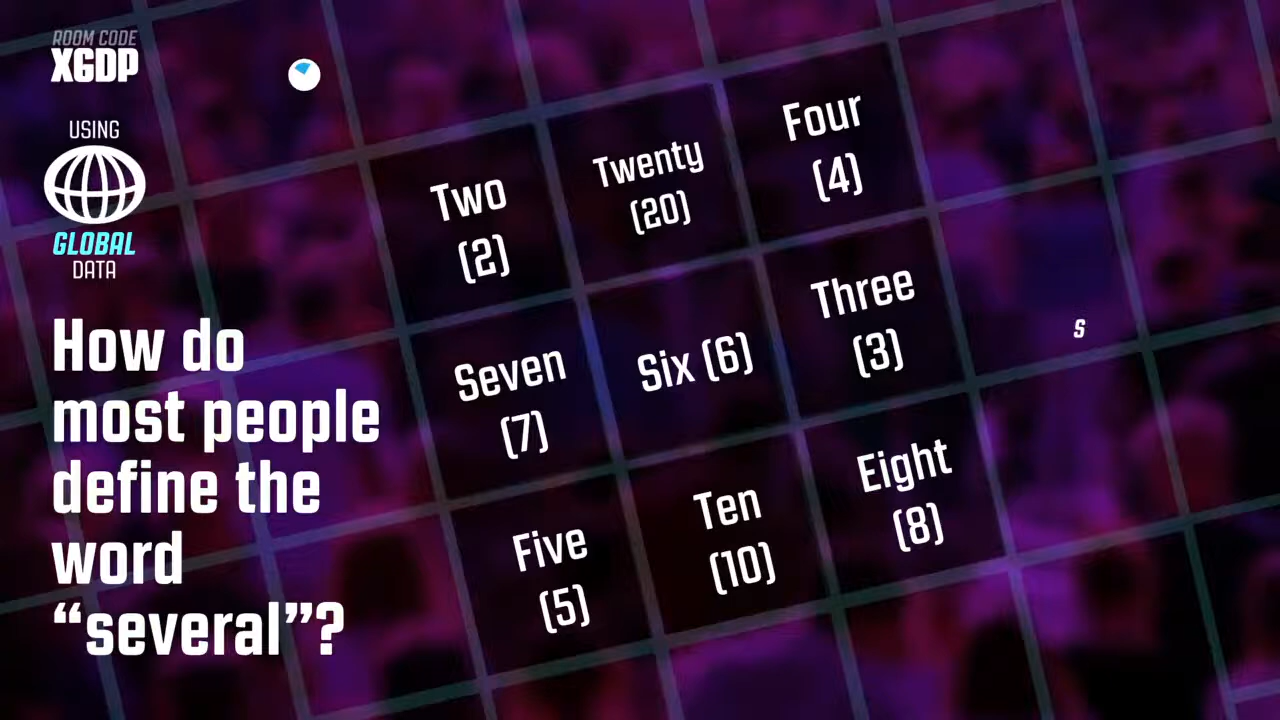 ROOM CODE
XGDP
USING
GLOBAL
DATA
How do
most people
define the
word
“several”?
Two
(2)
Twenty
(20)
Four
(4)
Seven
(7)
Six (6)
Three
(3)
Five
(5)
Ten
(10)
Eight
(8)
S